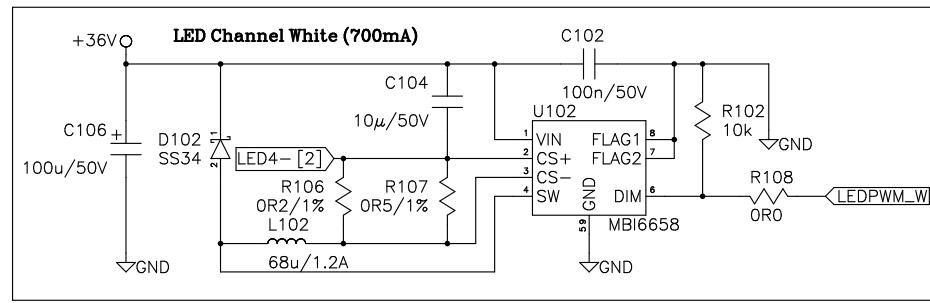 LED Channel White (700mA)
+36V
C102
100n/50V
C104
10µ/50V
U102
R102
10k
GND
C106
+
100u/50V
D102
SS34
1
2
LED4- [2]
1
VIN
FLAG1
8
2
CS+
FLAG2
7
3
CS-
4
SW
GND
DIM
6
5
9
MBI6658
R106
0R2/1%
R107
0R5/1%
R108
0R0
LEDPWM_W
L102
68u/1.2A
GND
GND